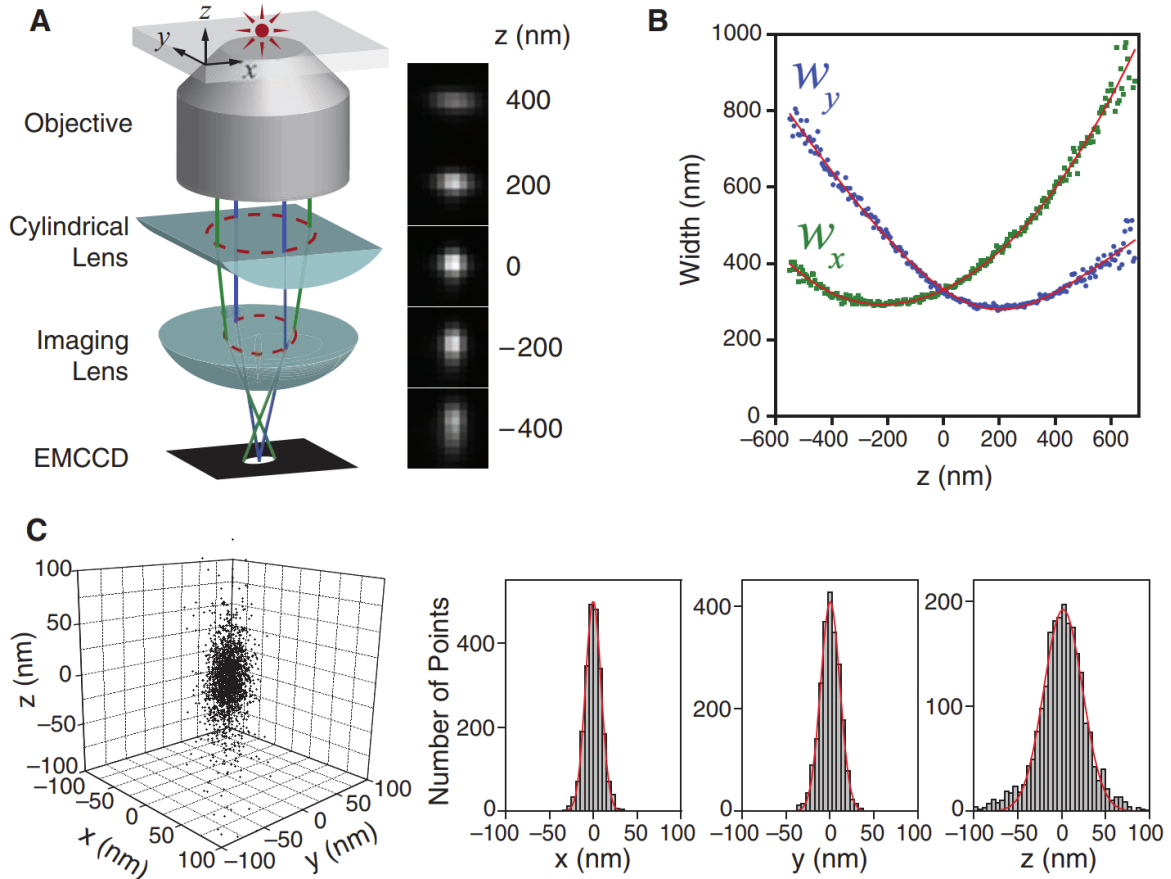 A
z
y
x
z (nm)
400
200
0
−200
−400
Objective
Cylindrical
Lens
Imaging
Lens
EMCCD
B
1000
800
600
400
200
0
Width (nm)
wy
wx
−600 −400 −200 0 200 400 600
z (nm)
C
100
50
0
−50
−100
z (nm)
−100
−50
0
50
100
x (nm)
−100
−50
0
50
100
y (nm)
Number of Points
400
200
0
−100 −50 0 50 100
x (nm)
400
200
0
−100 −50 0 50 100
y (nm)
200
100
0
−100 −50 0 50 100
z (nm)